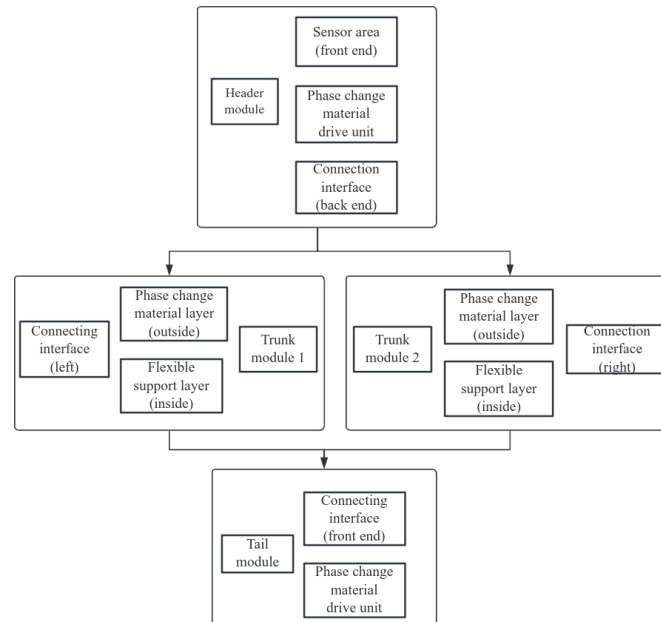 Sensor area
(front end)
Header
module
Phase change
material
drive unit
Connection
interface
(back end)
Connecting
interface
(left)
Phase change
material layer
(outside)
Flexible
support layer
(inside)
Trunk
module 1
Trunk
module 2
Phase change
material layer
(outside)
Flexible
support layer
(inside)
Connection
interface
(right)
Tail
module
Connecting
interface
(front end)
Phase change
material
drive unit